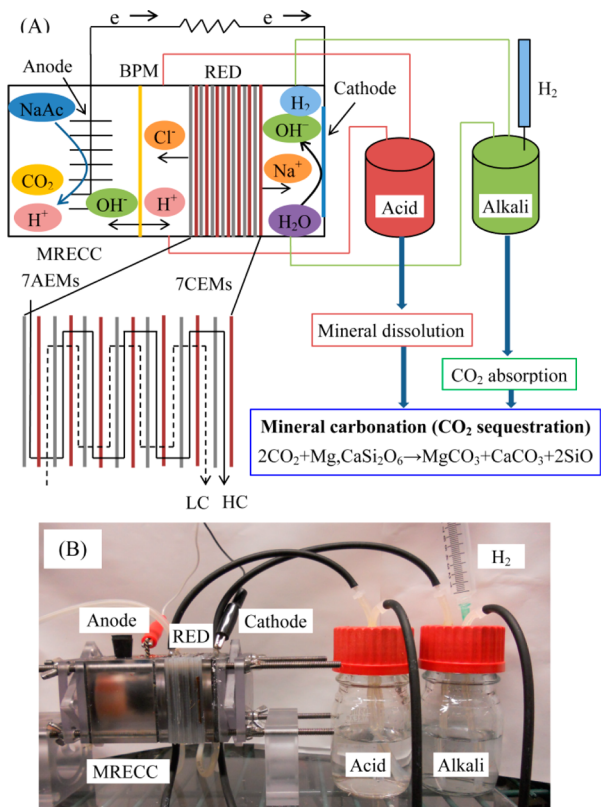 (A)
e e
Anode BPM RED
Cathode
H₂
NaAc
H₂
OH⁻
Cl⁻
CO₂
Na⁺
H⁺
OH⁻ H⁺
H₂O
Acid Alkali
MRECC
7AEMs 7CEMs
Mineral dissolution
CO₂ absorption
Mineral carbonation (CO₂ sequestration)
2CO₂+Mg,CaSi₂O₆→MgCO₃+CaCO₃+2SiO
LC HC
(B)
H₂
Anode RED Cathode
MRECC Acid Alkali